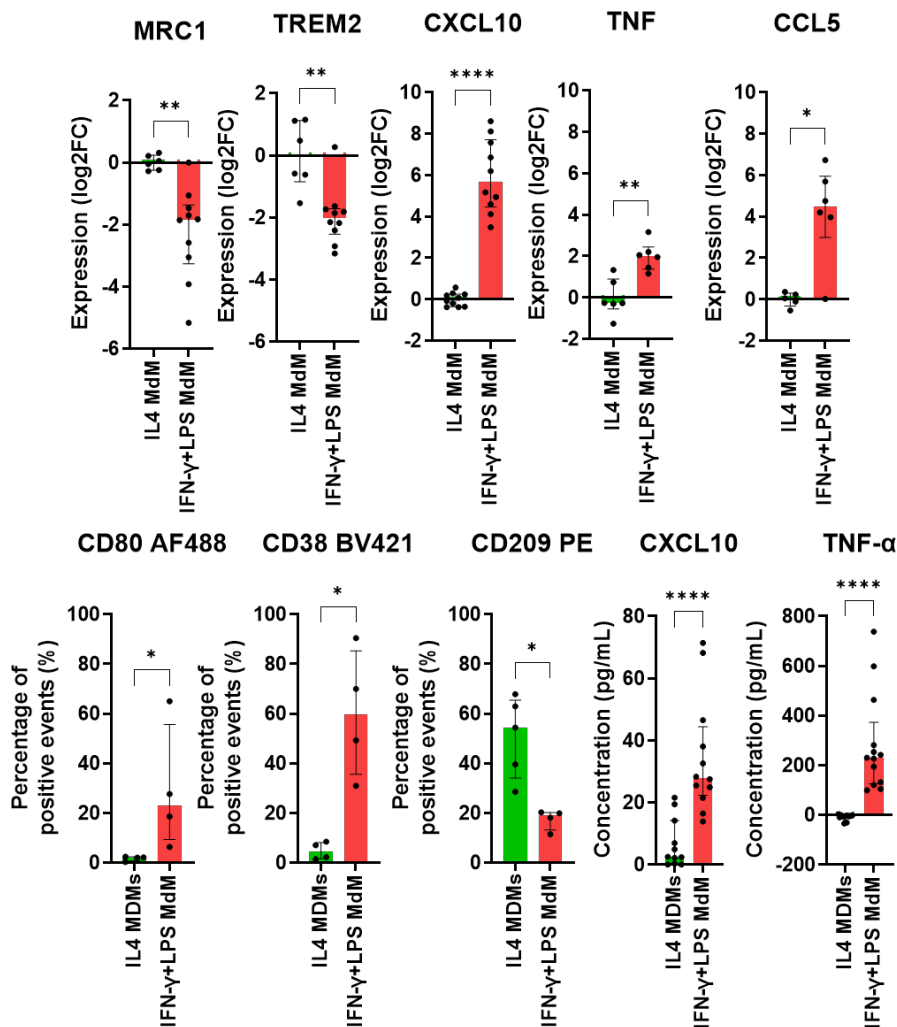 MRC1
TREM2
CXCL10
TNF
CCL5
Expression (log2FC)
2
0
-2
-4
-6
**
IL4 MdM
IFN-γ+LPS MdM
Expression (log2FC)
2
0
-2
-4
-6
**
IL4 MdM
IFN-γ+LPS MdM
Expression (log2FC)
10
8
6
4
2
0
-2
****
IL4 MdM
IFN-γ+LPS MdM
Expression (log2FC)
10
8
6
4
2
0
-2
**
IL4 MdM
IFN-γ+LPS MdM
Expression (log2FC)
10
8
6
4
2
0
-2
*
IL4 MdM
IFN-γ+LPS MdM
CD80 AF488
CD38 BV421
CD209 PE
CXCL10
TNF-α
Percentage of
positive events (%)
100
80
60
40
20
0
*
IL4 MDMs
IFN-γ+LPS MdM
Percentage of
positive events (%)
100
80
60
40
20
0
*
IL4 MDMs
IFN-γ+LPS MdM
Percentage of
positive events (%)
100
80
60
40
20
0
*
IL4 MDMs
IFN-γ+LPS MdM
Concentration (pg/mL)
80
60
40
20
0
****
IL4 MDMs
IFN-γ+LPS MdM
Concentration (pg/mL)
800
600
400
200
0
-200
****
IL4 MDMs
IFN-γ+LPS MdM